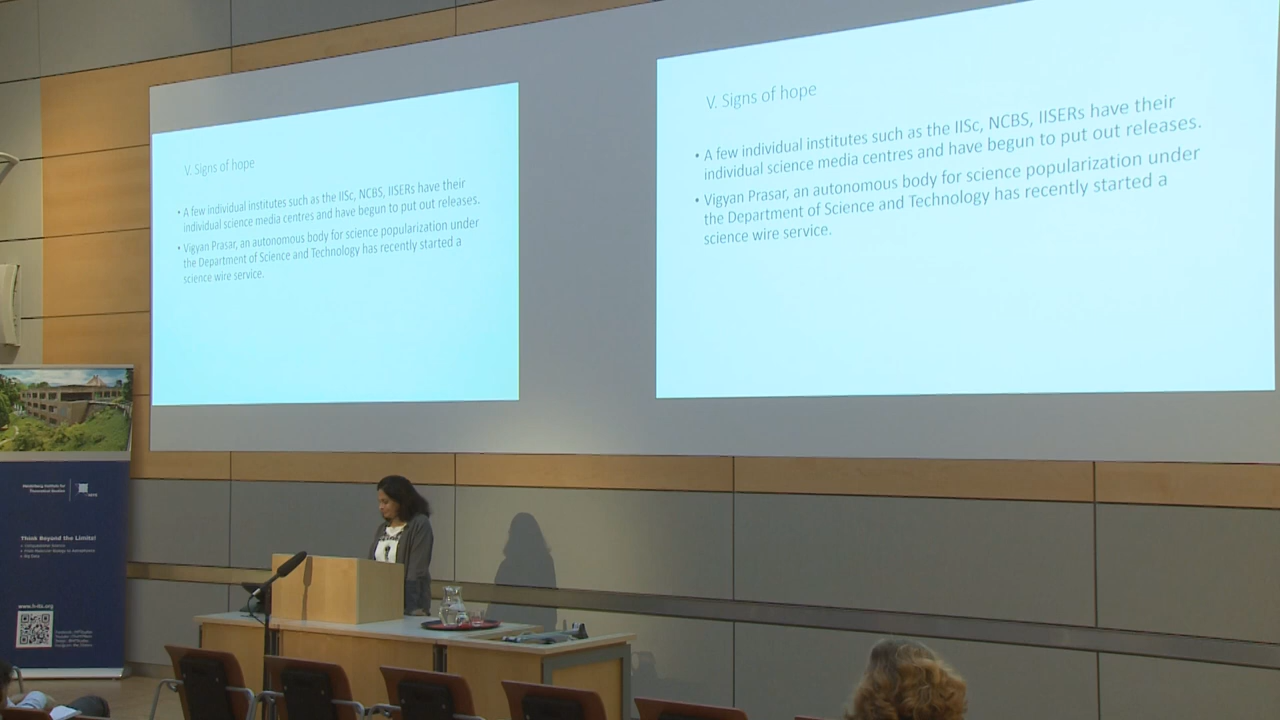 V. Signs of hope
• A few individual institutes such as the IISc, NCBS, IISERs have their
individual science media centres and have begun to put out releases.
• Vigyan Prasar, an autonomous body for science popularization under
the Department of Science and Technology has recently started a
science wire service.
V. Signs of hope
• A few individual institutes such as the IISc, NCBS, IISERs have their
individual science media centres and have begun to put out releases.
• Vigyan Prasar, an autonomous body for science popularization under
the Department of Science and Technology has recently started a
science wire service.
Heidelberg Institute for
Theoretical Studies
Think Beyond the Limits!
www.h-its.org